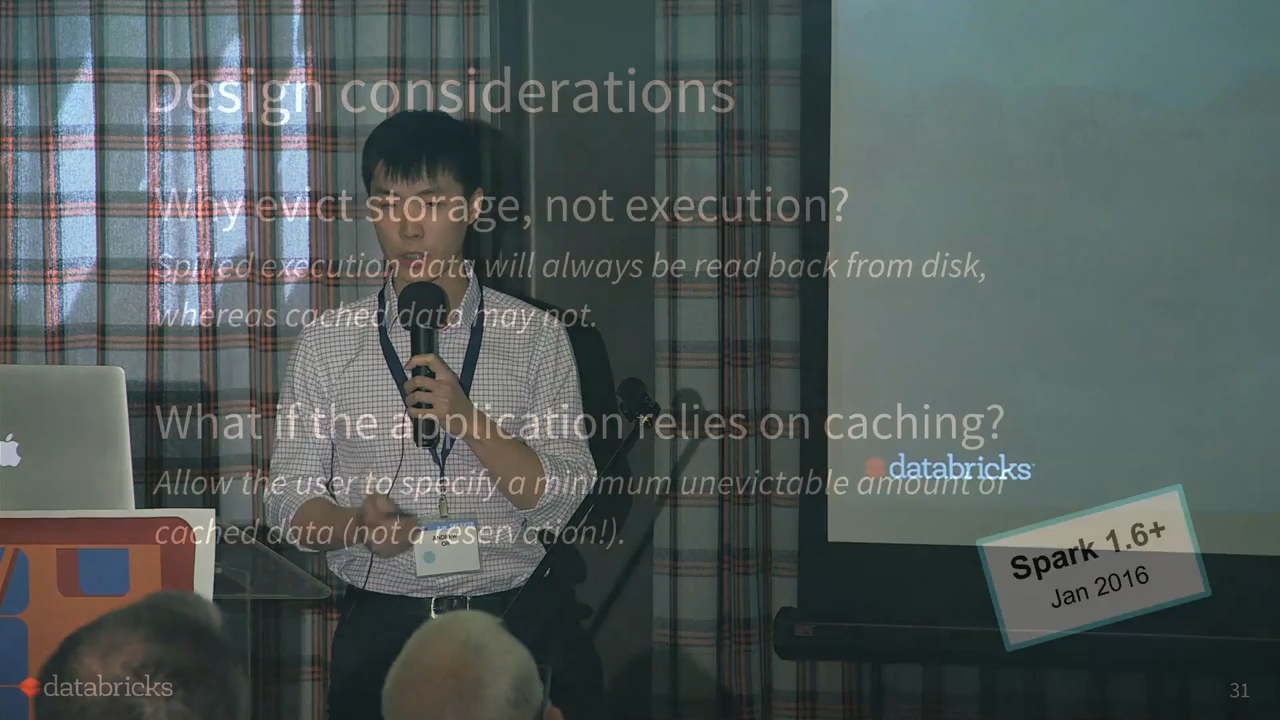 Design considerations
Why evict storage, not execution?
Spilled execution data will always be read back from disk,
whereas cached data may not.
What if the application relies on caching?
Allow the user to specify a minimum unevictable amount of
cached data (not a reservation!).
databricks
Spark 1.6+
Jan 2016
ANDREW
OR
databricks
31